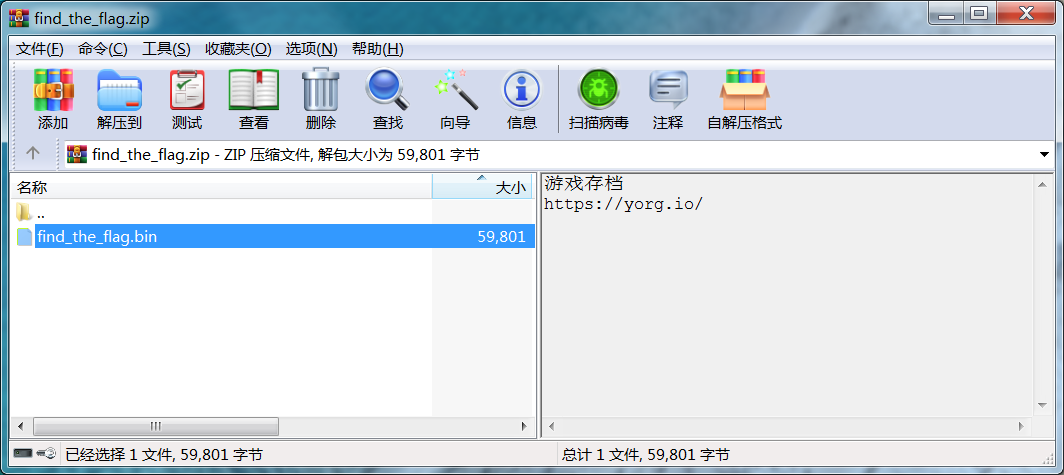 find_the_flag.zip
文件(F) 命令(C) 工具(S) 收藏夹(O) 选项(N) 帮助(H)
添加 解压到 测试 查看 删除 查找 向导 信息 扫描病毒 注释 自解压格式
find_the_flag.zip - ZIP 压缩文件, 解包大小为 59,801 字节
名称 大小
..
find_the_flag.bin 59,801
游戏存档
https://yorg.io/
已经选择 1 文件, 59,801 字节 总计 1 文件, 59,801 字节